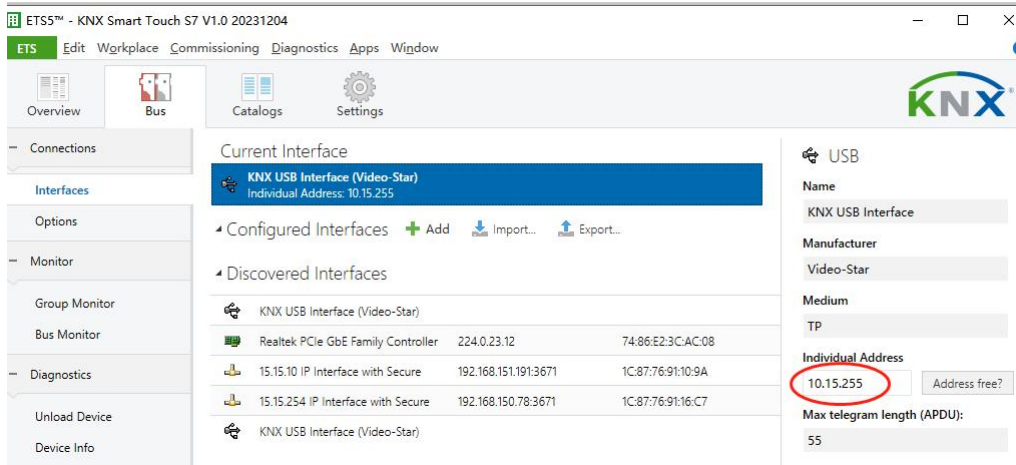 ETS5™ - KNX Smart Touch S7 V1.0 20231204
ETS Edit Workplace Commissioning Diagnostics Apps Window
Overview Bus Catalogs Settings
KNX
Connections
Interfaces
Options
Monitor
Group Monitor
Bus Monitor
Diagnostics
Unload Device
Device Info
Current Interface
KNX USB Interface (Video-Star)
Individual Address: 10.15.255
Configured Interfaces Add Import... Export...
Discovered Interfaces
KNX USB Interface (Video-Star)
Realtek PCIe GbE Family Controller 224.0.23.12 74:86:E2:3C:AC:08
15.15.10 IP Interface with Secure 192.168.151.191:3671 1C:87:76:91:10:9A
15.15.254 IP Interface with Secure 192.168.150.78:3671 1C:87:76:91:16:C7
KNX USB Interface (Video-Star)
USB
Name
KNX USB Interface
Manufacturer
Video-Star
Medium
TP
Individual Address
10.15.255 Address free?
Max telegram length (APDU):
55